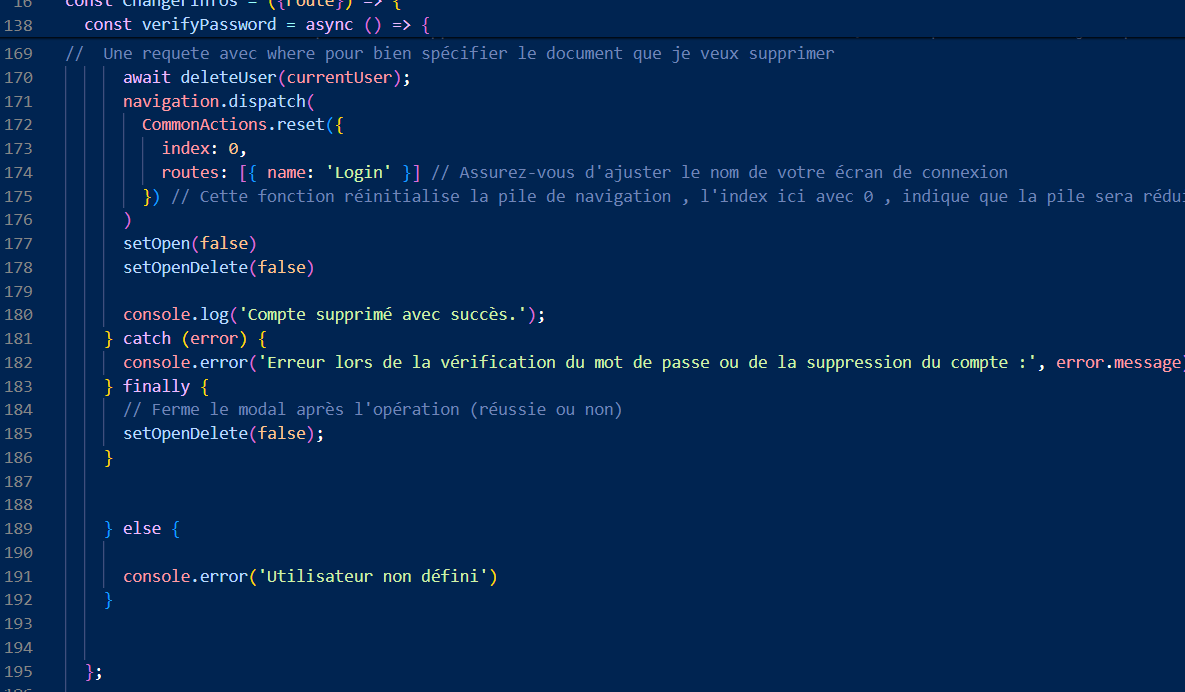 16 const ChangerInfos = ({route}) => {
138 const verifyPassword = async () => {
169 // Une requete avec where pour bien spécifier le document que je veux supprimer
170 await deleteUser(currentUser);
171 navigation.dispatch(
172 CommonActions.reset({
173 index: 0,
174 routes: [{ name: 'Login' }] // Assurez-vous d'ajuster le nom de votre écran de connexion
175 }) // Cette fonction réinitialise la pile de navigation , l'index ici avec 0 , indique que la pile sera rédui
176 )
177 setOpen(false)
178 setOpenDelete(false)
179
180 console.log('Compte supprimé avec succès.');
181 } catch (error) {
182 console.error('Erreur lors de la vérification du mot de passe ou de la suppression du compte :', error.message)
183 } finally {
184 // Ferme le modal après l'opération (réussie ou non)
185 setOpenDelete(false);
186 }
187
188
189 } else {
190
191 console.error('Utilisateur non défini')
192 }
193
194
195 };